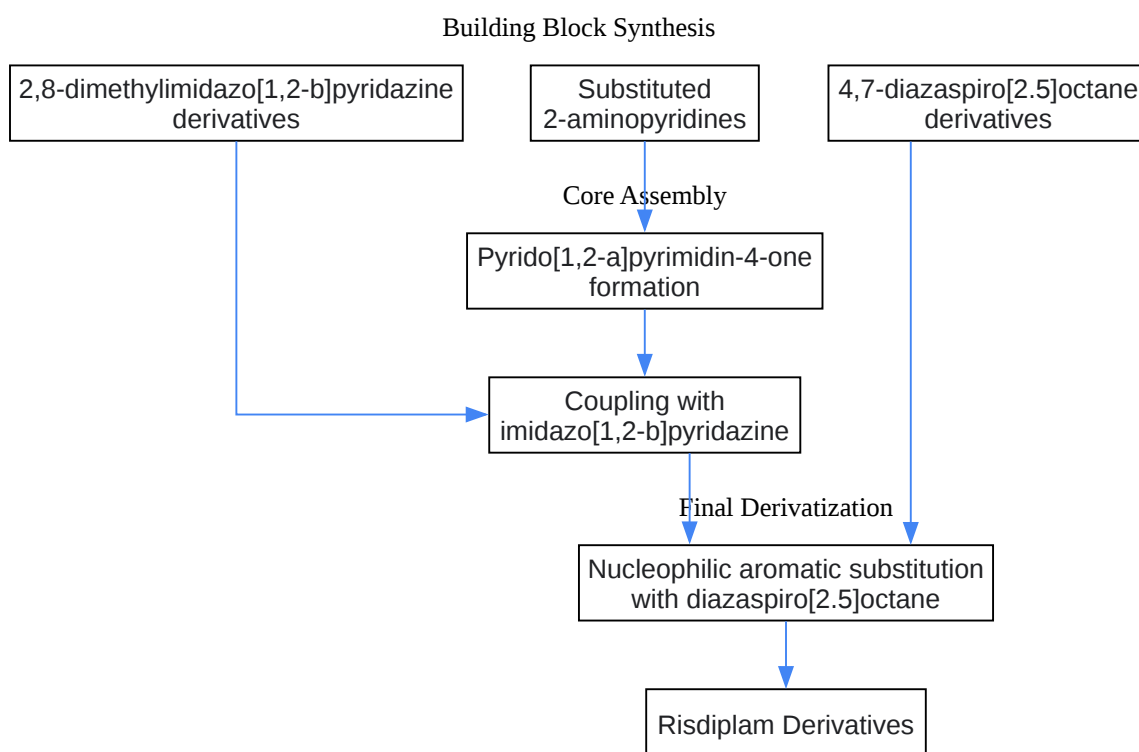 Building Block Synthesis
2,8-dimethylimidazo[1,2-b]pyridazine
derivatives
Substituted
2-aminopyridines
4,7-diazaspiro[2.5]octane
derivatives
Core Assembly
Pyrido[1,2-a]pyrimidin-4-one
formation
Coupling with
imidazo[1,2-b]pyridazine
Final Derivatization
Nucleophilic aromatic substitution
with diazaspiro[2.5]octane
Risdiplam Derivatives